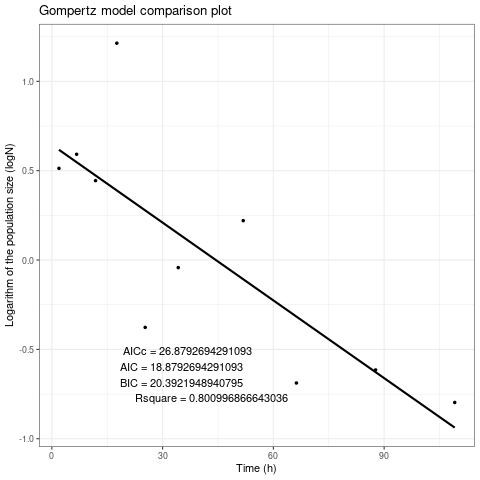 Gompertz model comparison plot
Logarithm of the population size (logN)
1.0
0.5
0.0
-0.5
-1.0
AICc = 26.8792694291093
AIC = 18.8792694291093
BIC = 20.3921948940795
Rsquare = 0.800996866643036
0 30 60 90
Time (h)